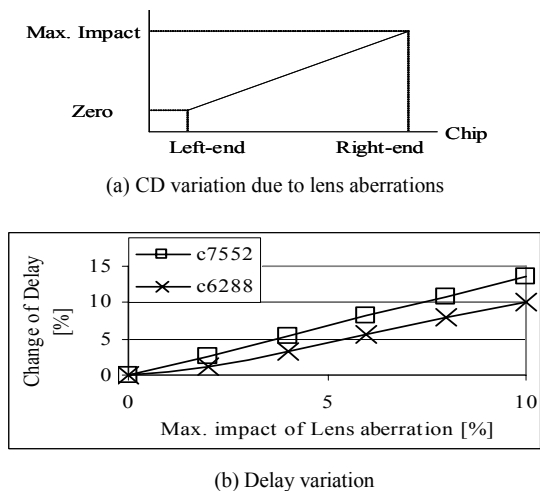 Max. Impact
Zero
Left-end
Right-end
Chip
(a) CD variation due to lens aberrations
Change of Delay
[%]
c7552
c6288
15
10
5
0
0
5
10
Max. impact of Lens aberration [%]
(b) Delay variation